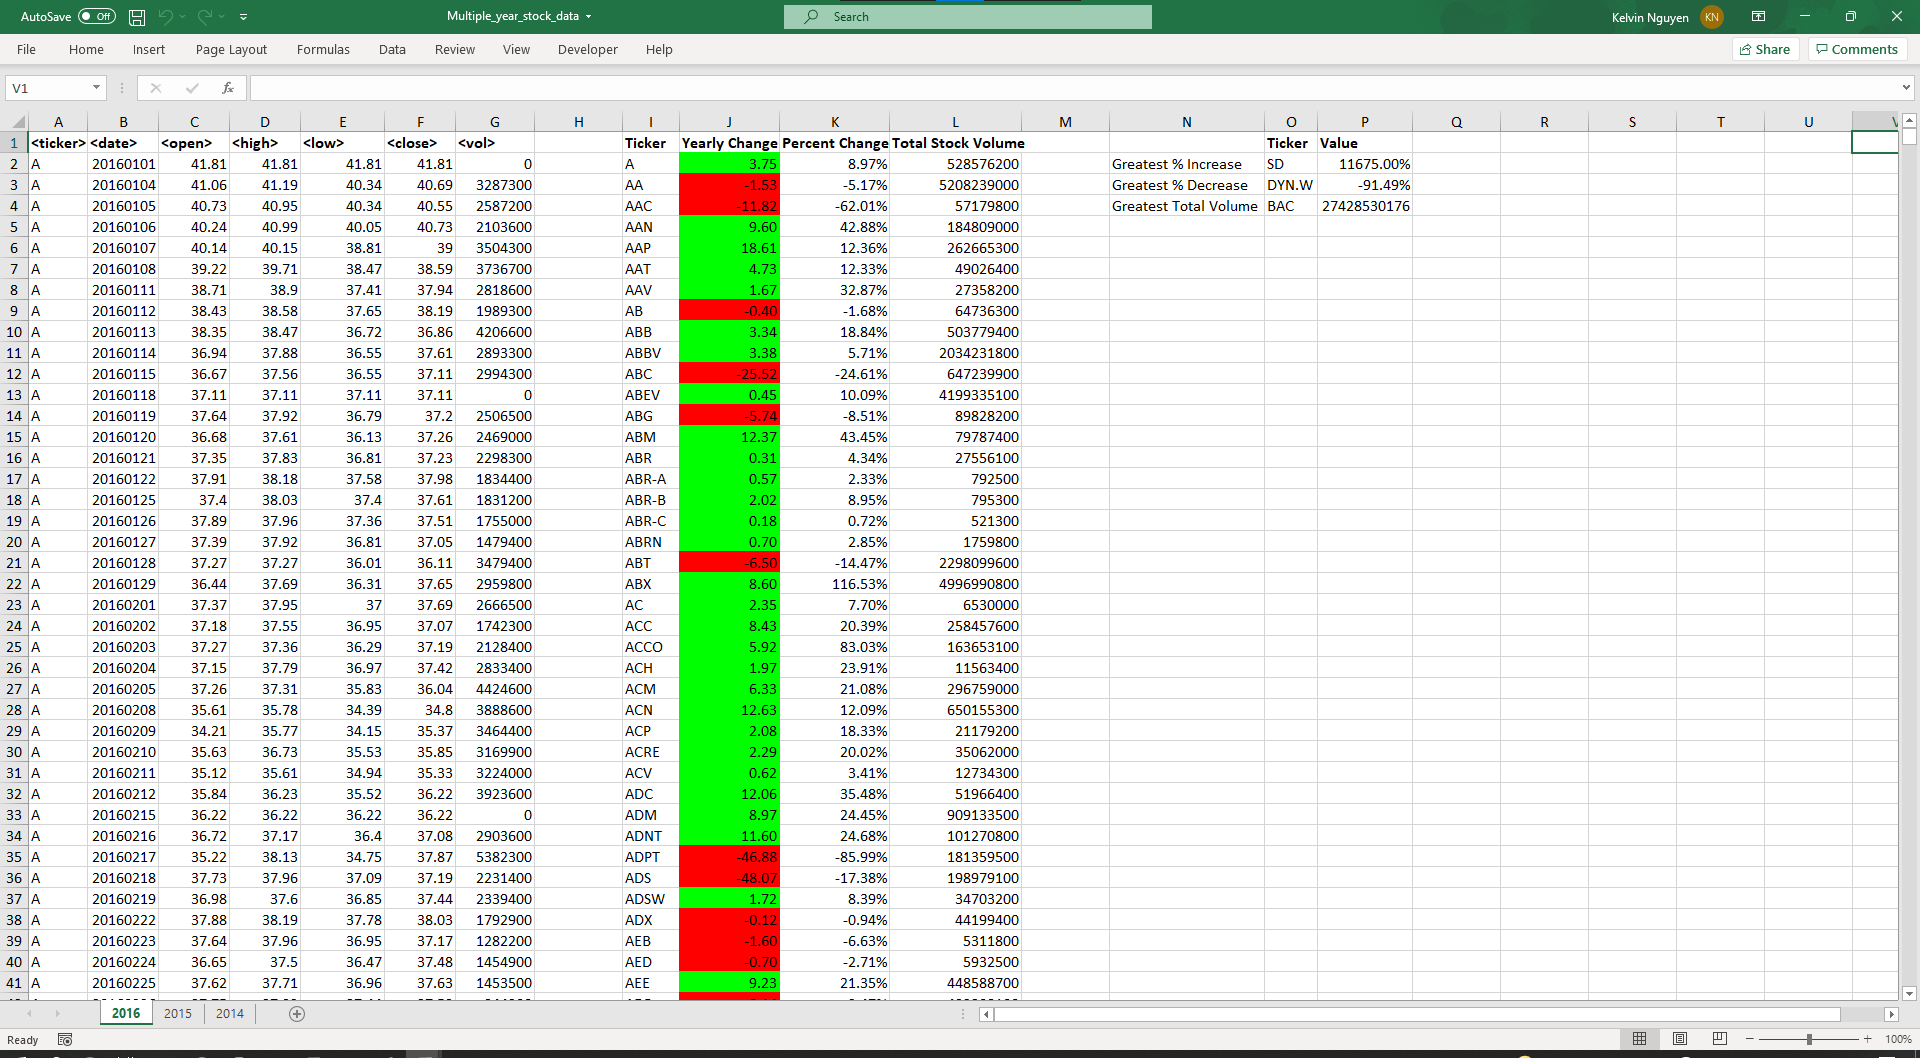 AutoSave Off Multiple_year_stock_data Search Kelvin Nguyen KN
File Home Insert Page Layout Formulas Data Review View Developer Help Share Comments
V1 fx
A B C D E F G H I J K L M N O P Q R S T U V
1 <ticker> <date> <open> <high> <low> <close> <vol> Ticker Yearly Change Percent Change Total Stock Volume Ticker Value
2 A 20160101 41.81 41.81 41.81 41.81 0 A 3.75 8.97% 528576200 Greatest % Increase SD 11675.00%
3 A 20160104 41.06 41.19 40.34 40.69 3287300 AA -1.53 -5.17% 5208239000 Greatest % Decrease DYN.W -91.49%
4 A 20160105 40.73 40.95 40.34 40.55 2587200 AAC -11.82 -62.01% 57179800 Greatest Total Volume BAC 27428530176
5 A 20160106 40.24 40.99 40.05 40.73 2103600 AAN 9.60 42.88% 184809000
6 A 20160107 40.14 40.15 38.81 39 3504300 AAP 18.61 12.36% 262665300
7 A 20160108 39.22 39.71 38.47 38.59 3736700 AAT 4.73 12.33% 49026400
8 A 20160111 38.71 38.9 37.41 37.94 2818600 AAV 1.67 32.87% 27358200
9 A 20160112 38.43 38.58 37.65 38.19 1989300 AB -0.40 -1.68% 64736300
10 A 20160113 38.35 38.47 36.72 36.86 4206600 ABB 3.34 18.84% 503779400
11 A 20160114 36.94 37.88 36.55 37.61 2893300 ABBV 3.38 5.71% 2034231800
12 A 20160115 36.67 37.56 36.55 37.11 2994300 ABC -25.52 -24.61% 647239900
13 A 20160118 37.11 37.11 37.11 37.11 0 ABEV 0.45 10.09% 4199335100
14 A 20160119 37.64 37.92 36.79 37.2 2506500 ABG -5.74 -8.51% 89828200
15 A 20160120 36.68 37.61 36.13 37.26 2469000 ABM 12.37 43.45% 79787400
16 A 20160121 37.35 37.83 36.81 37.23 2298300 ABR 0.31 4.34% 27556100
17 A 20160122 37.91 38.18 37.58 37.98 1834400 ABR-A 0.57 2.33% 792500
18 A 20160125 37.4 38.03 37.4 37.61 1831200 ABR-B 2.02 8.95% 795300
19 A 20160126 37.89 37.96 37.36 37.51 1755000 ABR-C 0.18 0.72% 521300
20 A 20160127 37.39 37.92 36.81 37.05 1479400 ABRN 0.70 2.85% 1759800
21 A 20160128 37.27 37.27 36.01 36.11 3479400 ABT -6.50 -14.47% 2298099600
22 A 20160129 36.44 37.69 36.31 37.65 2959800 ABX 8.60 116.53% 4996990800
23 A 20160201 37.37 37.95 37 37.69 2666500 AC 2.35 7.70% 6530000
24 A 20160202 37.18 37.55 36.95 37.07 1742300 ACC 8.43 20.39% 258457600
25 A 20160203 37.27 37.36 36.29 37.19 2128400 ACCO 5.92 83.03% 163653100
26 A 20160204 37.15 37.79 36.97 37.42 2833400 ACH 1.97 23.91% 11563400
27 A 20160205 37.26 37.31 35.83 36.04 4424600 ACM 6.33 21.08% 296759000
28 A 20160208 35.61 35.78 34.39 34.8 3888600 ACN 12.63 12.09% 650155300
29 A 20160209 34.21 35.77 34.15 35.37 3464400 ACP 2.08 18.33% 21179200
30 A 20160210 35.63 36.73 35.53 35.85 3169900 ACRE 2.29 20.02% 35062000
31 A 20160211 35.12 35.61 34.94 35.33 3224000 ACV 0.62 3.41% 12734300
32 A 20160212 35.84 36.23 35.52 36.22 3923600 ADC 12.06 35.48% 51966400
33 A 20160215 36.22 36.22 36.22 36.22 0 ADM 8.97 24.45% 909133500
34 A 20160216 36.72 37.17 36.4 37.08 2903600 ADNT 11.60 24.68% 101270800
35 A 20160217 35.22 38.13 34.75 37.87 5382300 ADPT -46.88 -85.99% 181359500
36 A 20160218 37.73 37.96 37.09 37.19 2231400 ADS -48.07 -17.38% 198979100
37 A 20160219 36.98 37.6 36.85 37.44 2339400 ADSW 1.72 8.39% 34703200
38 A 20160222 37.88 38.19 37.78 38.03 1792900 ADX -0.12 -0.94% 44199400
39 A 20160223 37.64 37.96 36.95 37.17 1282200 AEB -1.60 -6.63% 5311800
40 A 20160224 36.65 37.5 36.47 37.48 1454900 AED -0.70 -2.71% 5932500
41 A 20160225 37.62 37.71 36.96 37.63 1453500 AEE 9.23 21.35% 448588700
2016 2015 2014
Ready 100%